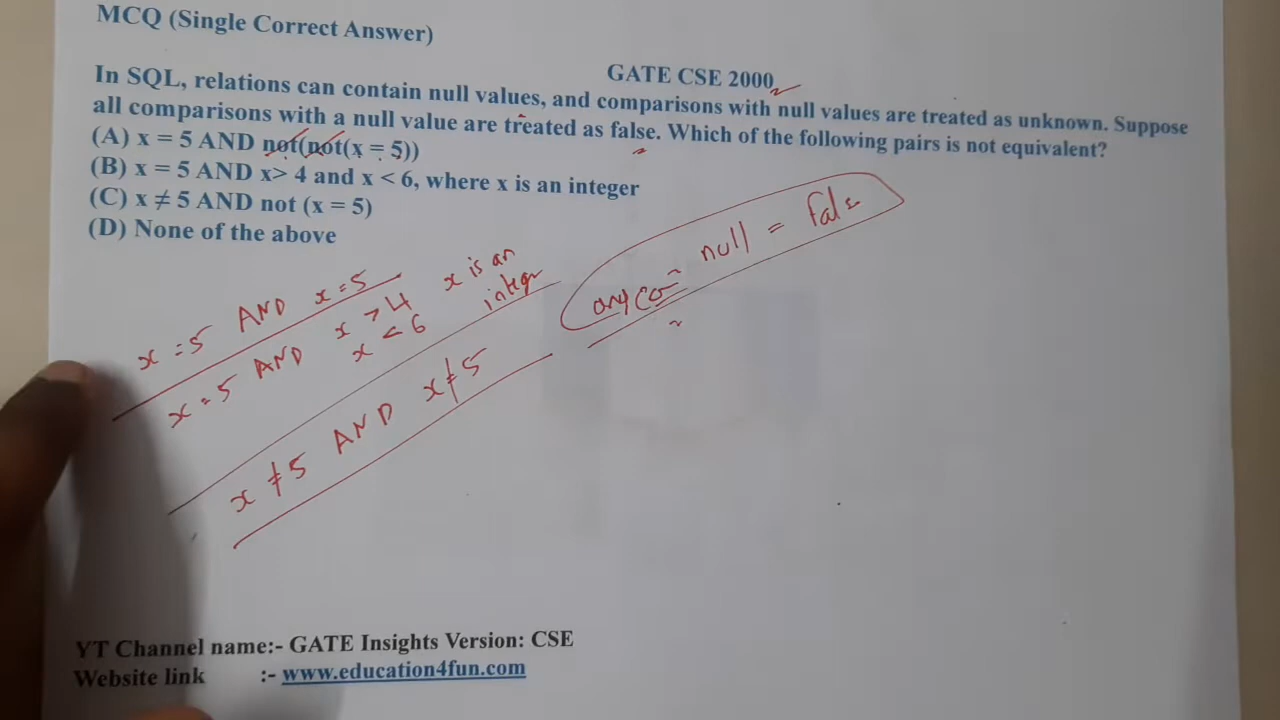 MCQ (Single Correct Answer)
GATE CSE 2000
In SQL, relations can contain null values, and comparisons with null values are treated as unknown. Suppose
all comparisons with a null value are treated as false. Which of the following pairs is not equivalent?
(A) x = 5 AND not(not(x = 5))
(B) x = 5 AND x> 4 and x < 6, where x is an integer
(C) x ≠ 5 AND not (x = 5)
(D) None of the above
x = 5 AND x = 5
x = 5 AND x > 4
x < 6
x is an
integer
x ≠ 5 AND x ≠ 5
any null = false
YT Channel name:- GATE Insights Version: CSE
Website link :- www.education4fun.com